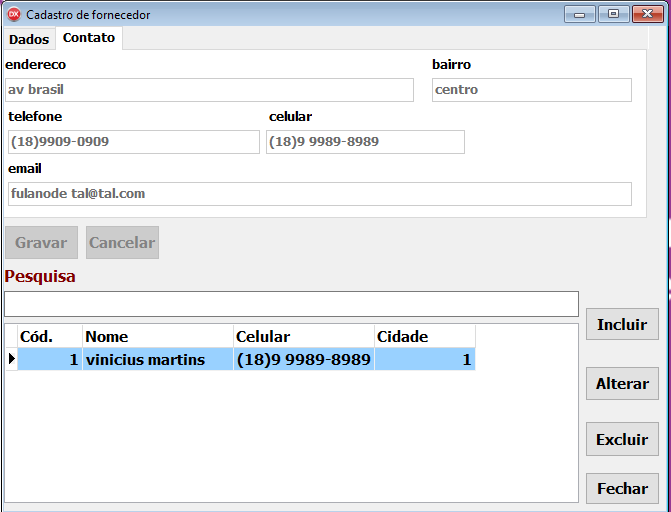 DX Cadastro de fornecedor
Dados Contato
endereco bairro
av brasil centro
telefone celular
(18)9909-0909 (18)9 9989-8989
email
fulanode tal@tal.com
Gravar Cancelar
Pesquisa
Incluir
Cód. Nome Celular Cidade
1 vinicius martins (18)9 9989-8989 1
Alterar
Excluir
Fechar